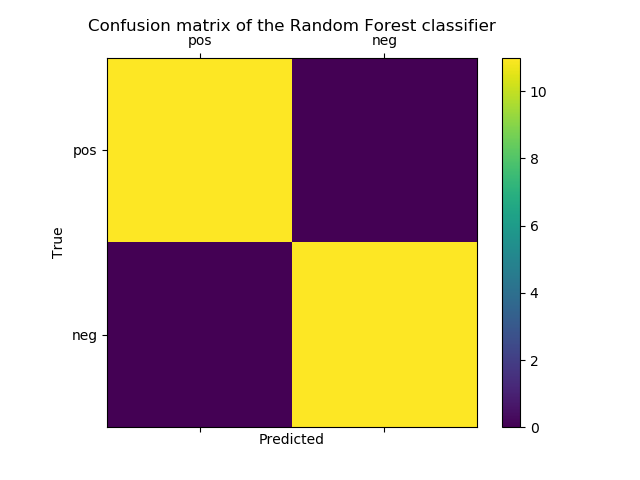 Confusion matrix of the Random Forest classifier
pos neg
pos
neg
True
Predicted
10
8
6
4
2
0